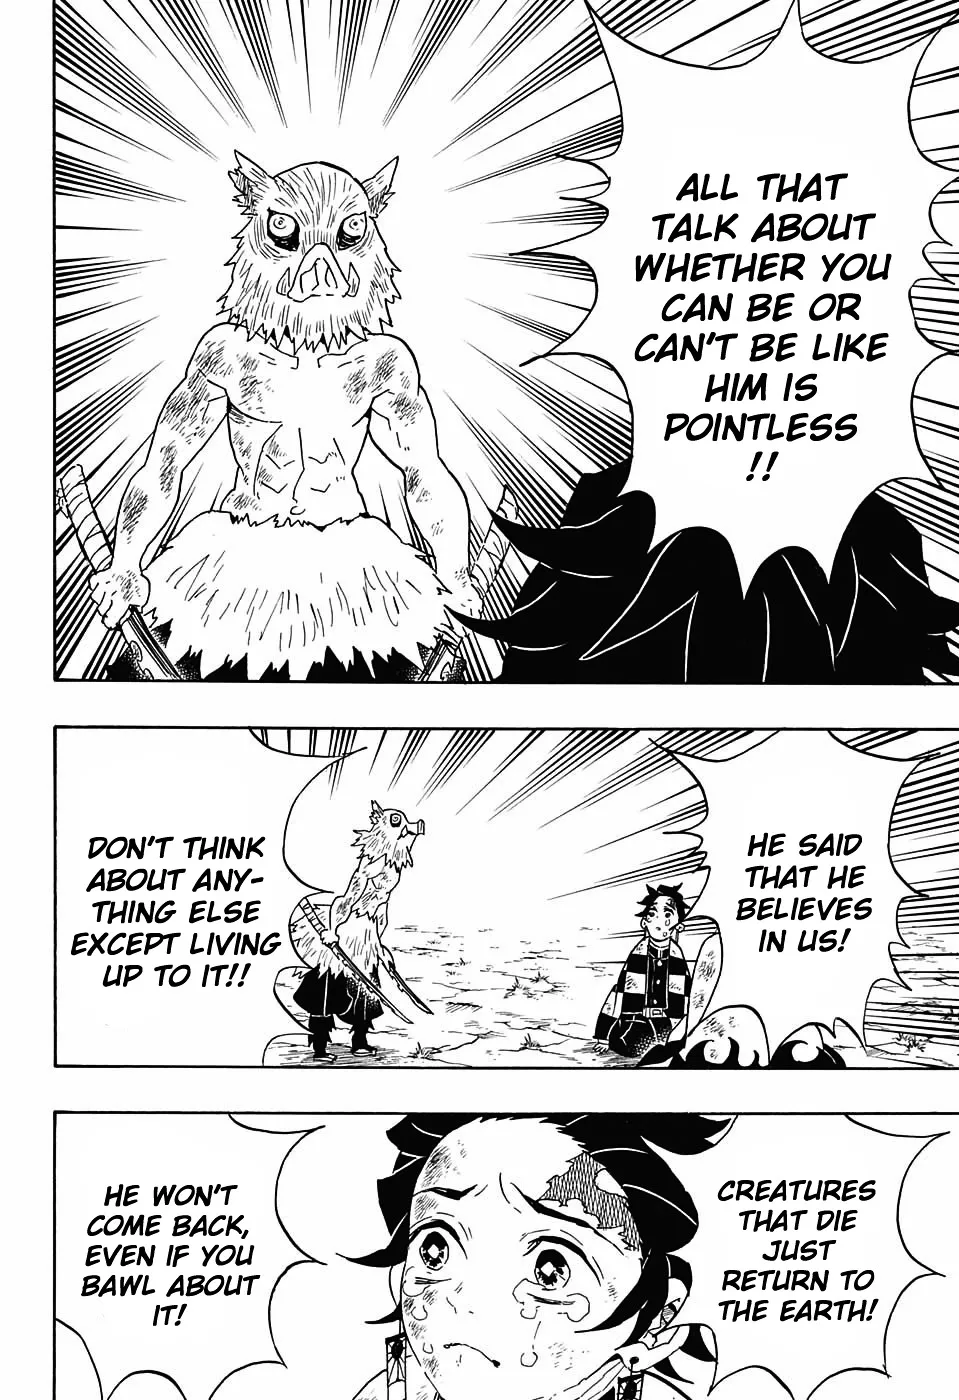 ALL THAT
TALK ABOUT
WHETHER YOU
CAN BE OR
CAN'T BE LIKE
HIM IS
POINTLESS
!!
HE SAID
THAT HE
BELIEVES
IN US!
DON'T THINK
ABOUT ANY-
THING ELSE
EXCEPT LIVING
UP TO IT!!
CREATURES
THAT DIE
JUST
RETURN TO
THE EARTH!
HE WON'T
COME BACK,
EVEN IF YOU
BAWL ABOUT
IT!